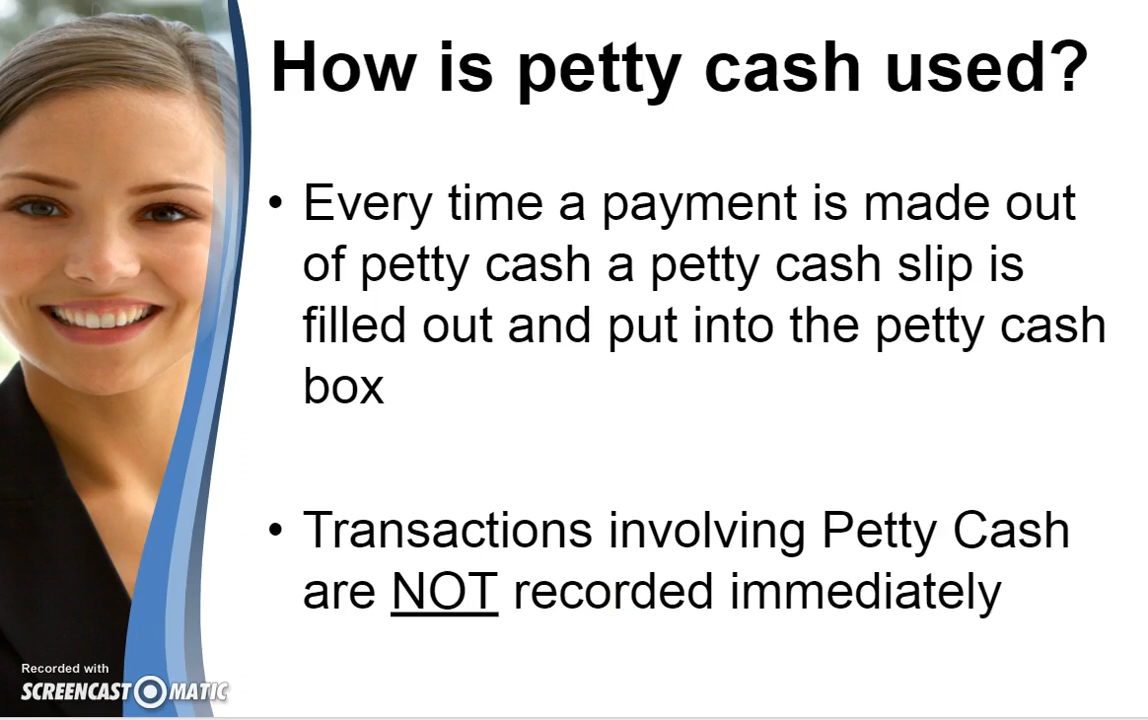 How is petty cash used?
• Every time a payment is made out
of petty cash a petty cash slip is
filled out and put into the petty cash
box
• Transactions involving Petty Cash
are NOT recorded immediately
Recorded with
SCREENCAST O MATIC